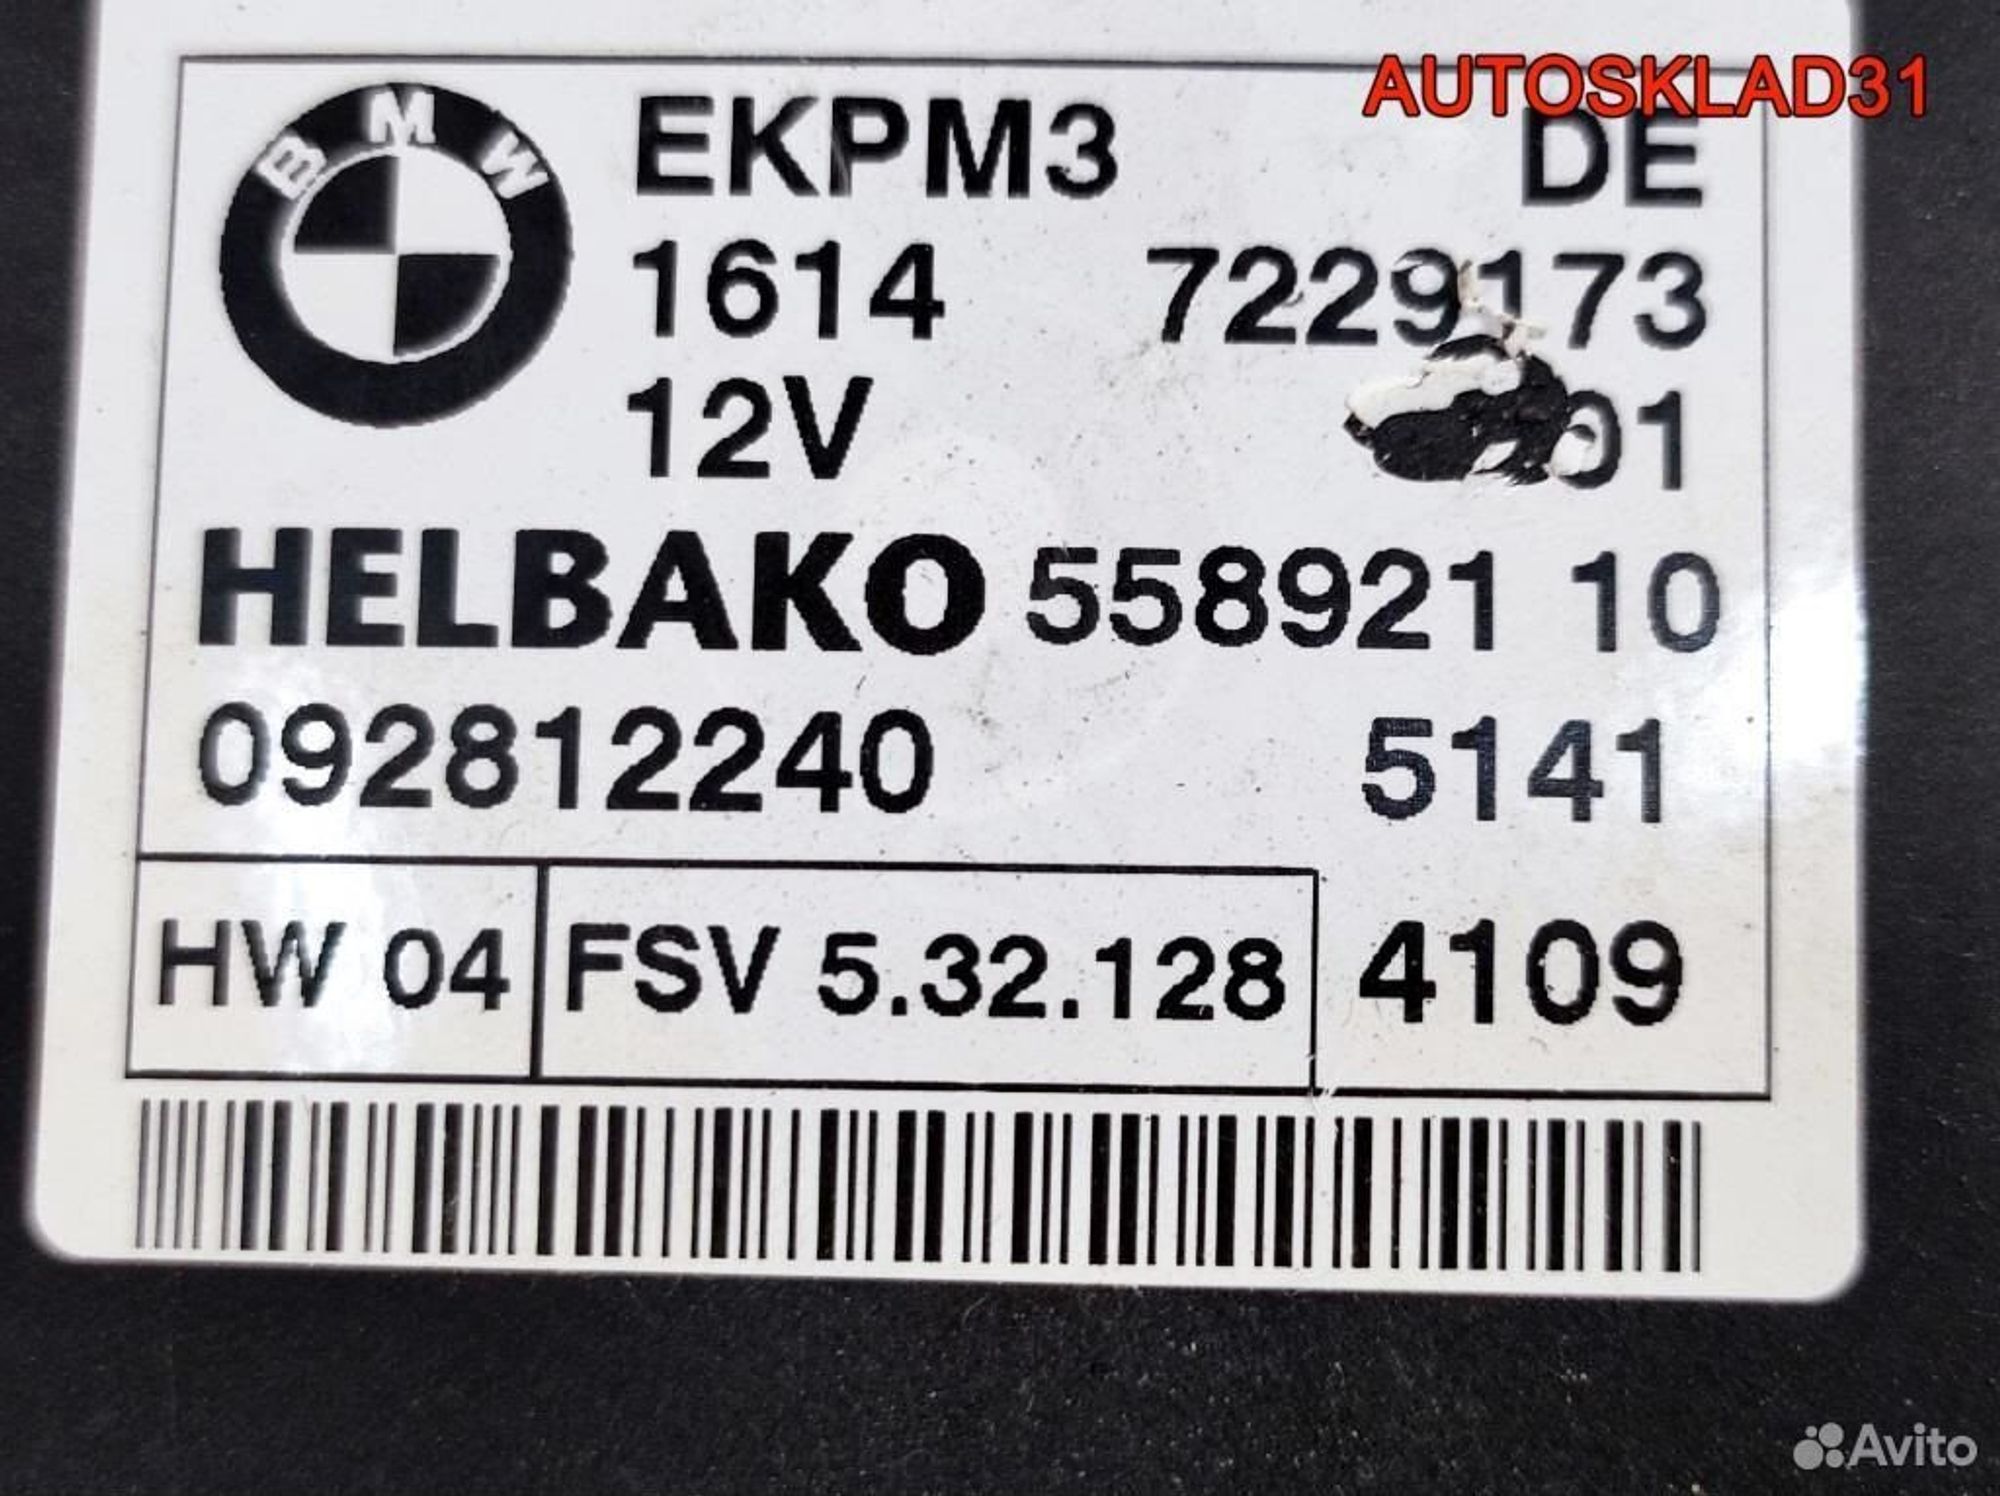 AUTOSKLAD31
BMW
EKPM3 DE
1614 7229173
12V 01
HELBAKO 558921 10
092812240 5141
HW 04 FSV 5.32.128 4109
Avito